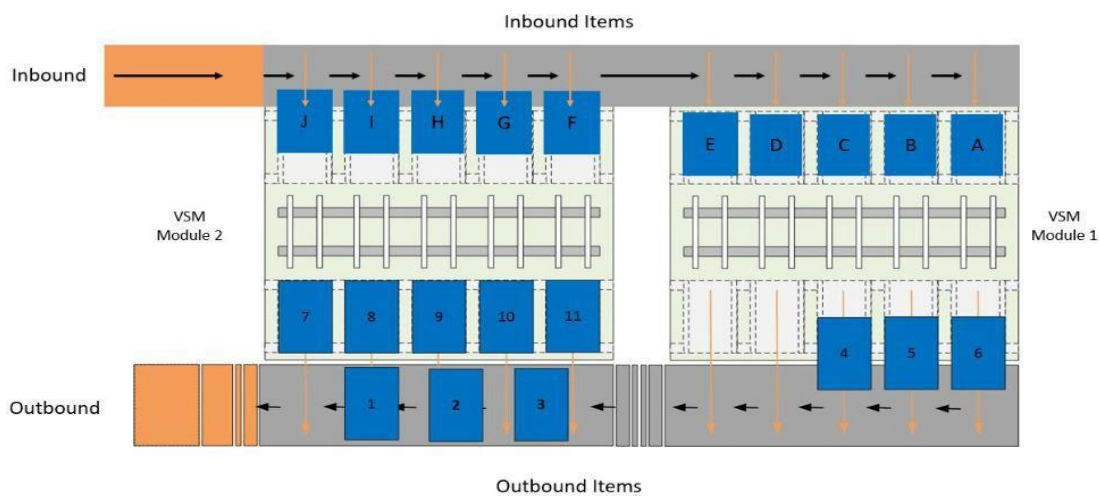 Inbound Items
Inbound
J I H G F E D C B A
VSM
Module 2
VSM
Module 1
7 8 9 10 11
4 5 6
Outbound
1 2 3
Outbound Items